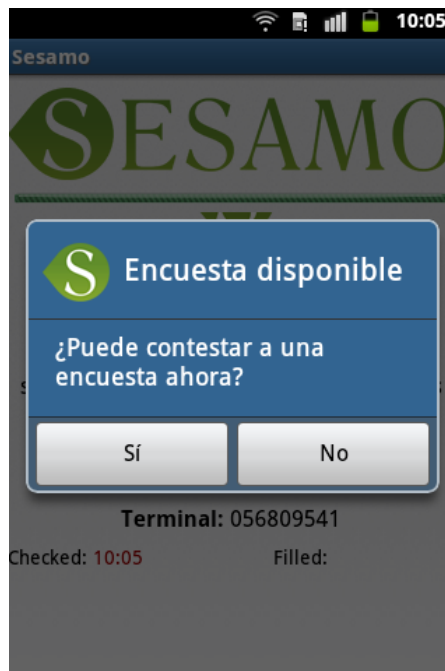 10:05
Sesamo
SESAMO
S Encuesta disponible
¿Puede contestar a una
encuesta ahora?
Sí No
Terminal: 056809541
Checked: 10:05 Filled: